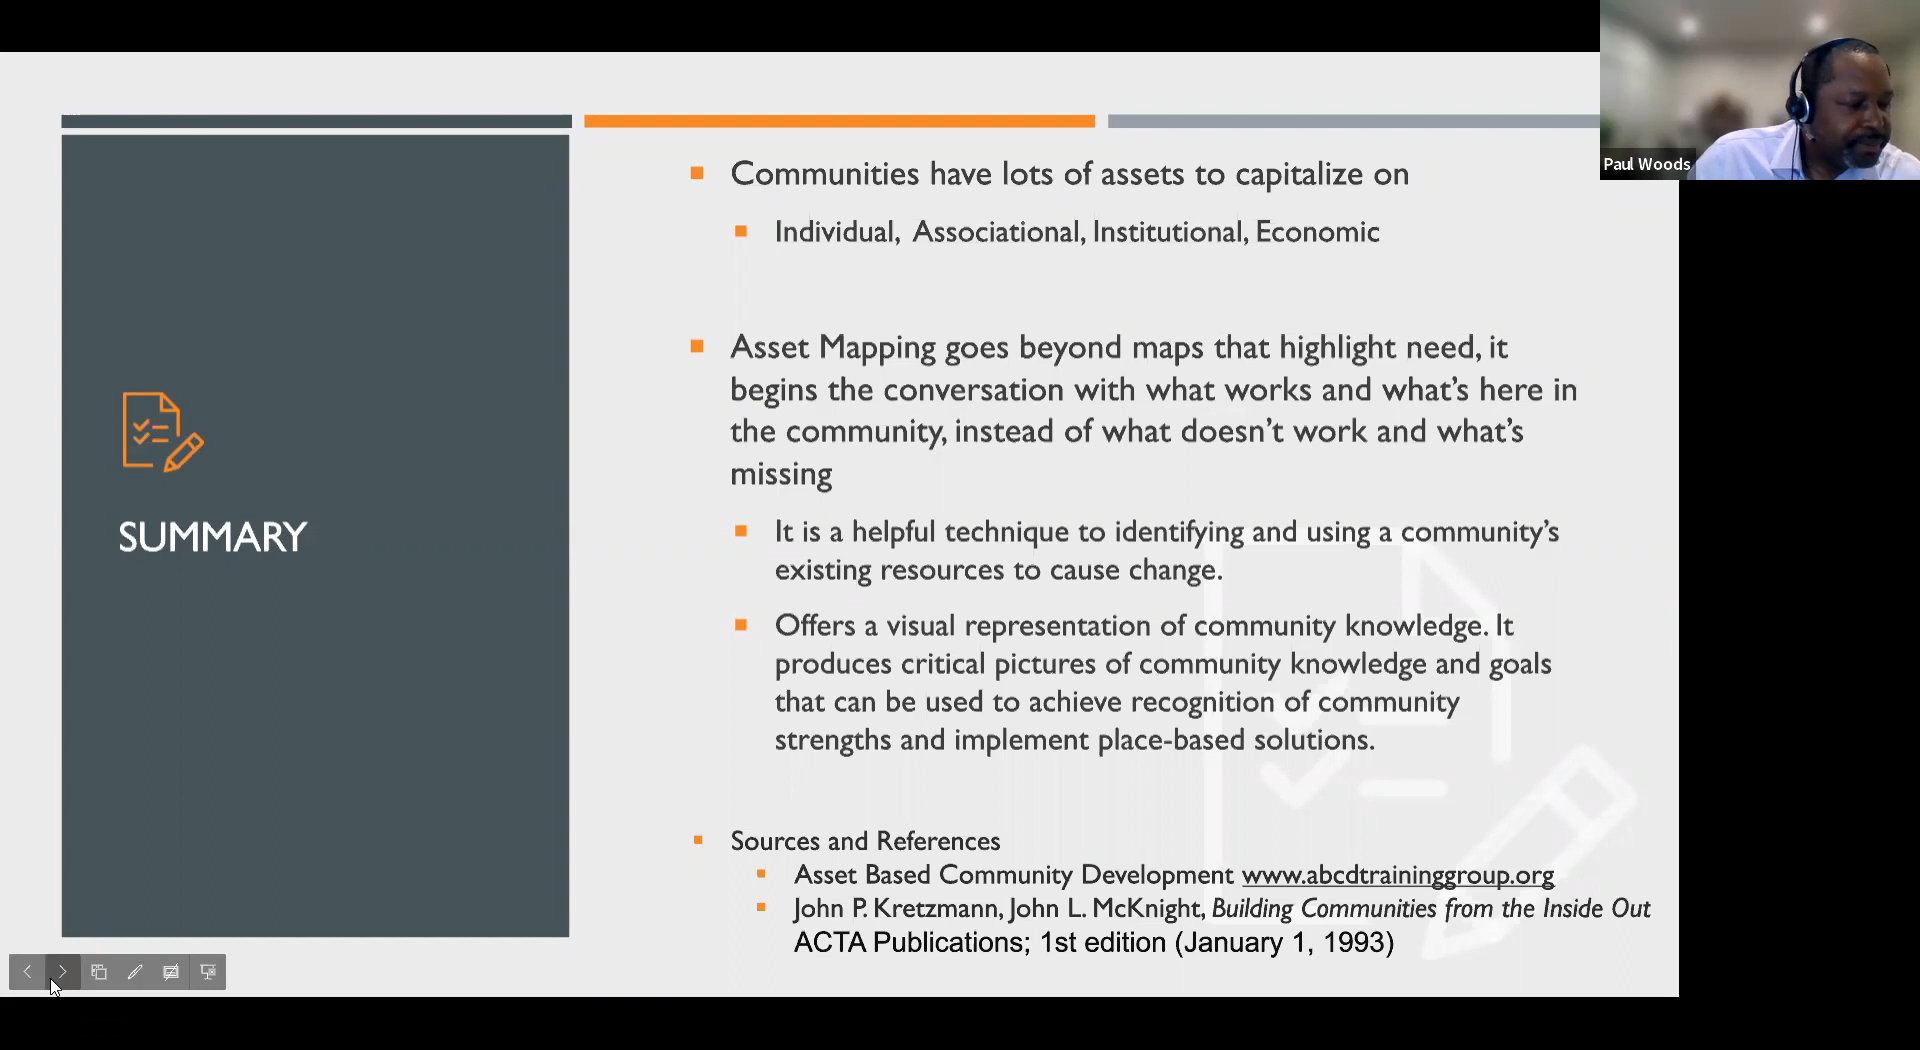 Paul Woods
SUMMARY
Communities have lots of assets to capitalize on
Individual, Associational, Institutional, Economic
Asset Mapping goes beyond maps that highlight need, it
begins the conversation with what works and what's here in
the community, instead of what doesn't work and what's
missing
It is a helpful technique to identifying and using a community's
existing resources to cause change.
Offers a visual representation of community knowledge. It
produces critical pictures of community knowledge and goals
that can be used to achieve recognition of community
strengths and implement place-based solutions.
Sources and References
Asset Based Community Development www.abcdtraininggroup.org
John P. Kretzmann, John L. McKnight, Building Communities from the Inside Out
ACTA Publications; 1st edition (January 1, 1993)